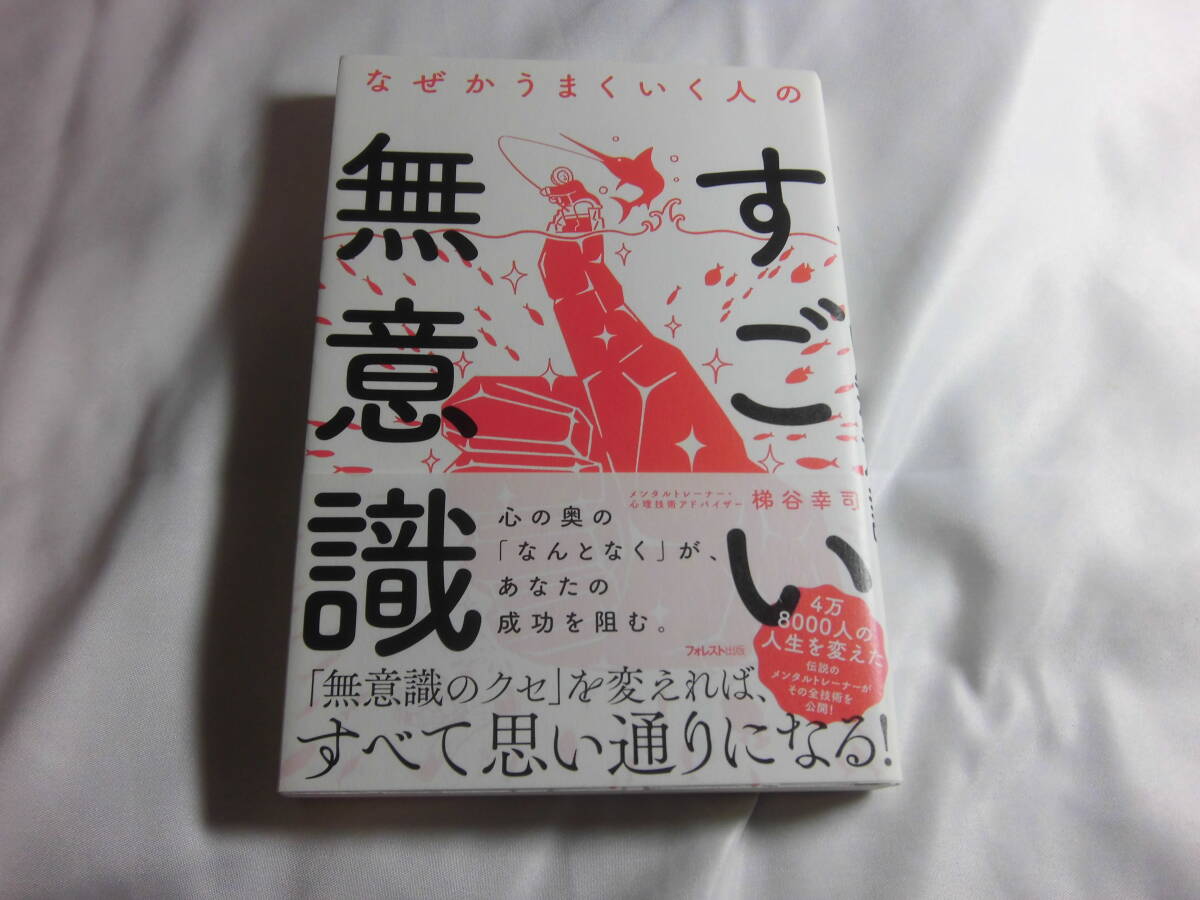 なぜかうまくいく人の
すごい
無意識
メンタルトレーナー・
心理技術アドバイザー 梯谷幸司
心の奥の
「なんとなく」が、
あなたの
成功を阻む。
フォレスト出版
4万
8000人の
人生を変えた
伝説の
メンタルトレーナーが
その全技術を
公開!
「無意識のクセ」を変えれば、
すべて思い通りになる!